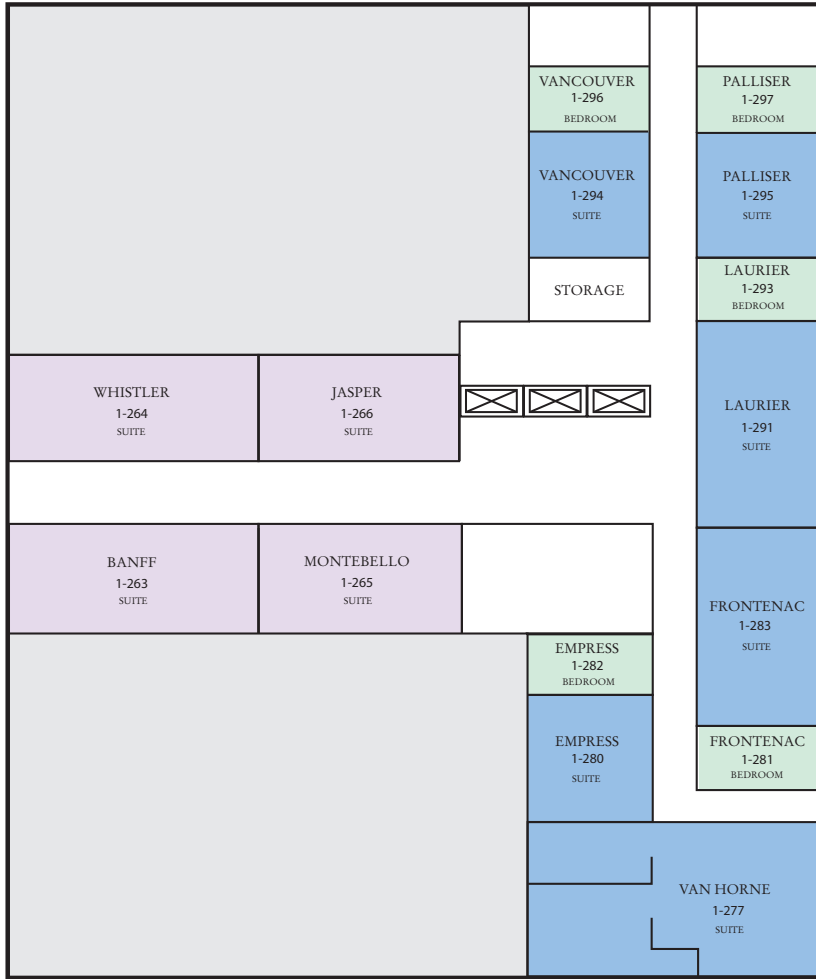 VANCOUVER
1-296
BEDROOM
PALLISER
1-297
BEDROOM
VANCOUVER
1-294
SUITE
PALLISER
1-295
SUITE
STORAGE
LAURIER
1-293
BEDROOM
WHISTLER
1-264
SUITE
JASPER
1-266
SUITE
LAURIER
1-291
SUITE
BANFF
1-263
SUITE
MONTEBELLO
1-265
SUITE
FRONTENAC
1-283
SUITE
EMPRESS
1-282
BEDROOM
EMPRESS
1-280
SUITE
FRONTENAC
1-281
BEDROOM
VAN HORNE
1-277
SUITE